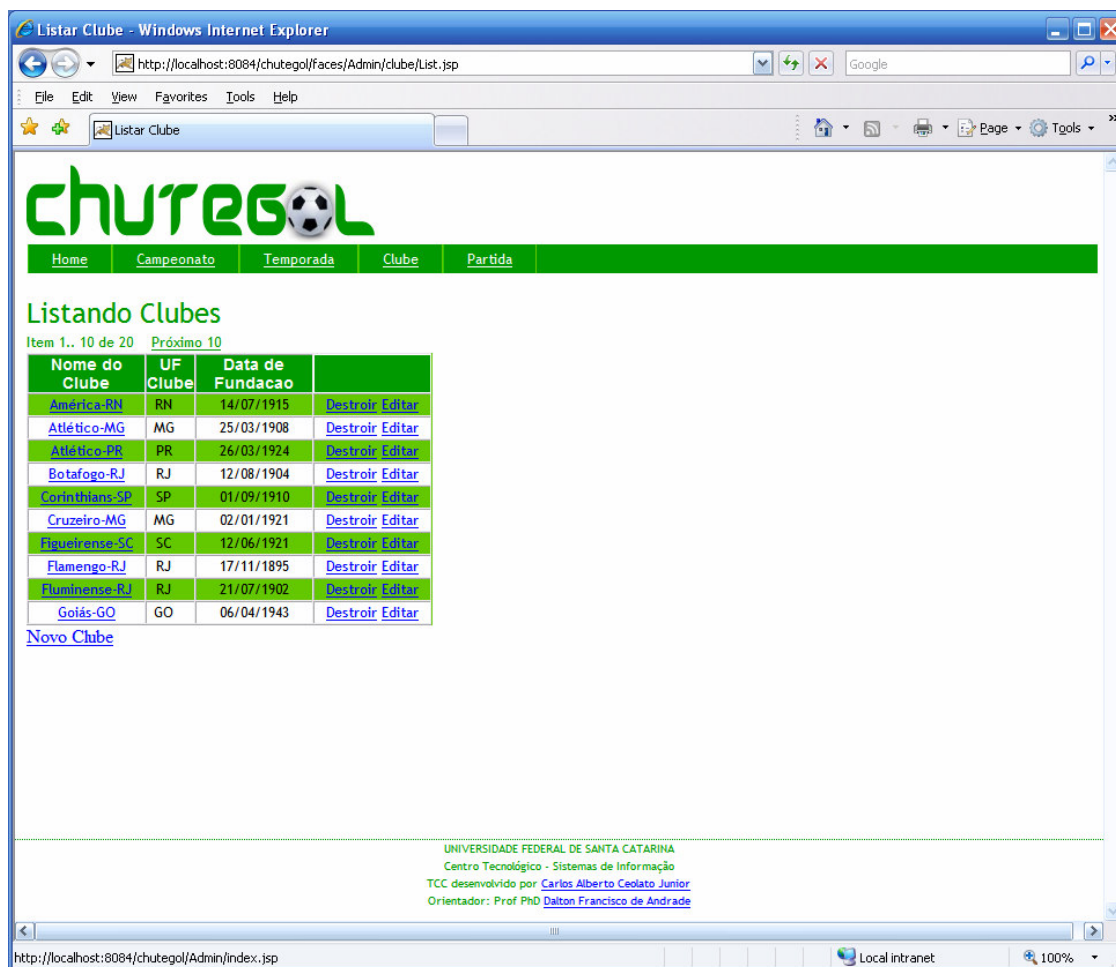 Listar Clube - Windows Internet Explorer
http://localhost:8084/chutegol/faces/Admin/clube/List.jsp
Google
File Edit View Favorites Tools Help
Listar Clube
Page Tools
chutegol
Home Campeonato Temporada Clube Partida
Listando Clubes
Item 1.. 10 de 20 Próximo 10
Nome do Clube UF Clube Data de Fundacao
América-RN RN 14/07/1915 Destroir Editar
Atlético-MG MG 25/03/1908 Destroir Editar
Atlético-PR PR 26/03/1924 Destroir Editar
Botafogo-RJ RJ 12/08/1904 Destroir Editar
Corinthians-SP SP 01/09/1910 Destroir Editar
Cruzeiro-MG MG 02/01/1921 Destroir Editar
Figueirense-SC SC 12/06/1921 Destroir Editar
Flamengo-RJ RJ 17/11/1895 Destroir Editar
Fluminense-RJ RJ 21/07/1902 Destroir Editar
Goiás-GO GO 06/04/1943 Destroir Editar
Novo Clube
UNIVERSIDADE FEDERAL DE SANTA CATARINA
Centro Tecnológico - Sistemas de Informação
TCC desenvolvido por Carlos Alberto Ceolato Junior
Orientador: Prof PhD Dalton Francisco de Andrade
http://localhost:8084/chutegol/Admin/index.jsp Local intranet 100%